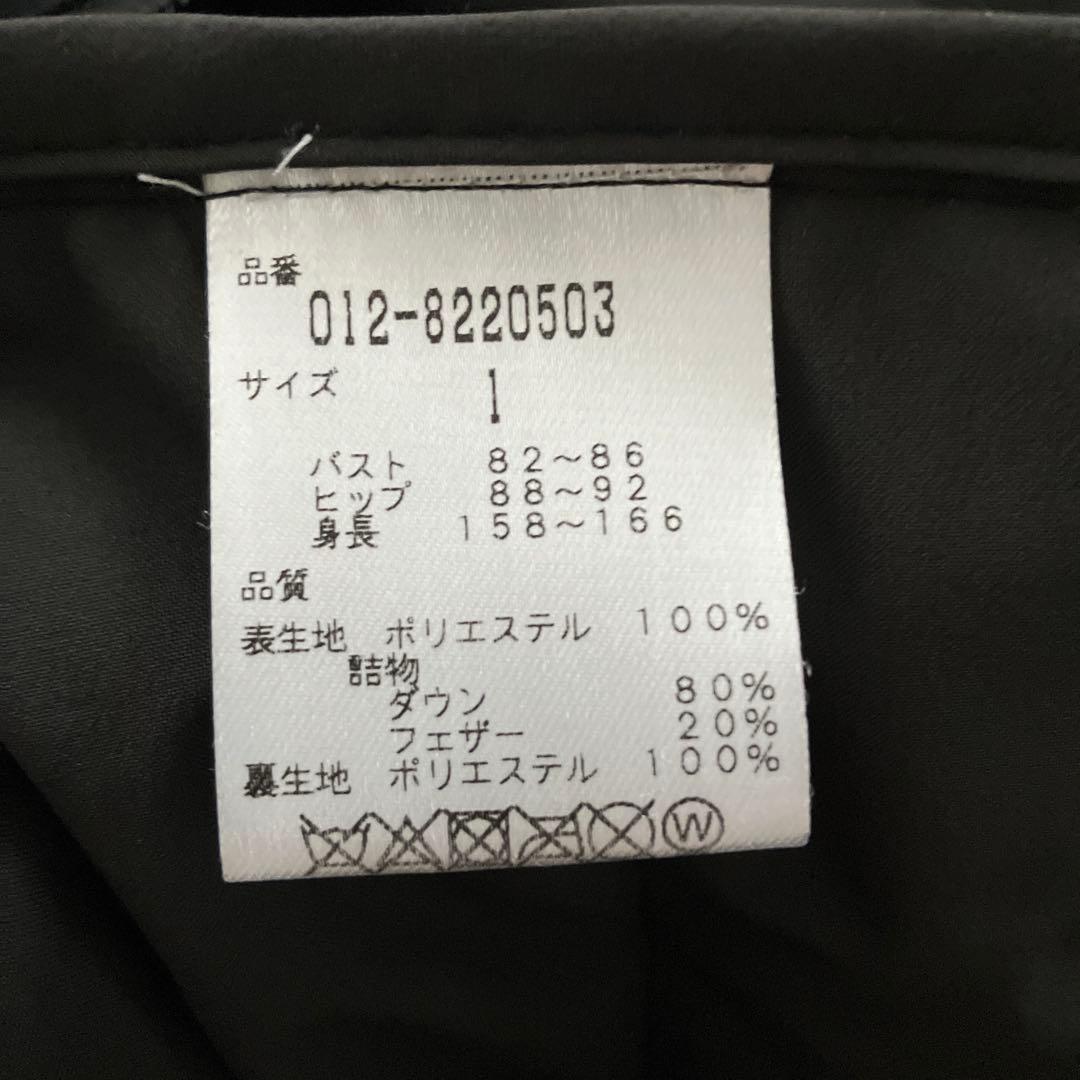 品番
012-8220503
サイズ 1
バスト 82~86
ヒップ 88~92
身長 158~166
品質
表生地 ポリエステル 100%
詰物
ダウン 80%
フェザー 20%
裏生地 ポリエステル 100%
W